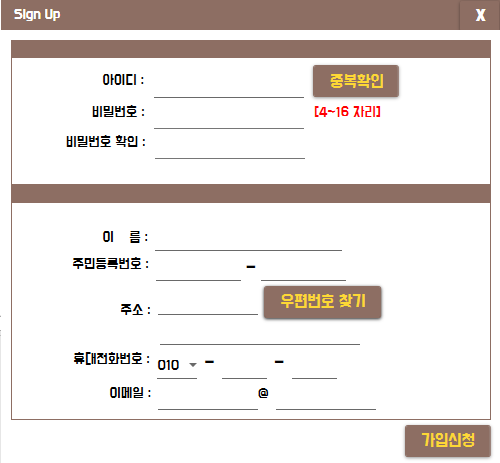 Sign Up X
아이디 : 중복확인
비밀번호 : [4~16 자리]
비밀번호 확인 :
이 름 :
주민등록번호 : -
주소 : 우편번호 찾기
휴대전화번호 : 010 - -
이메일 : @
가입신청